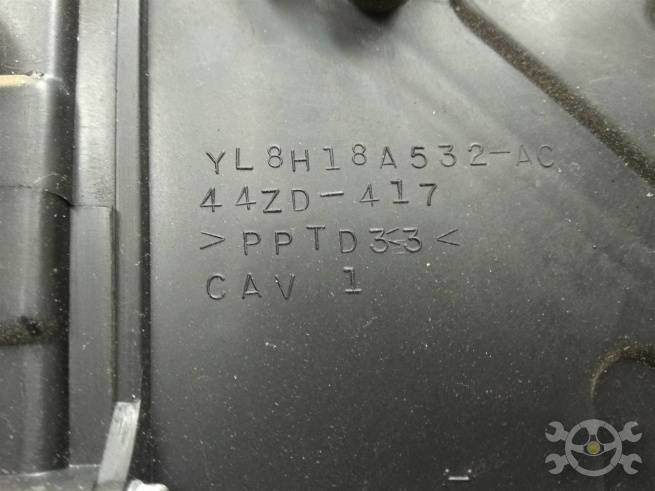 YL8H18A532-AC
44ZD-417
>PPTD33<
CAV 1